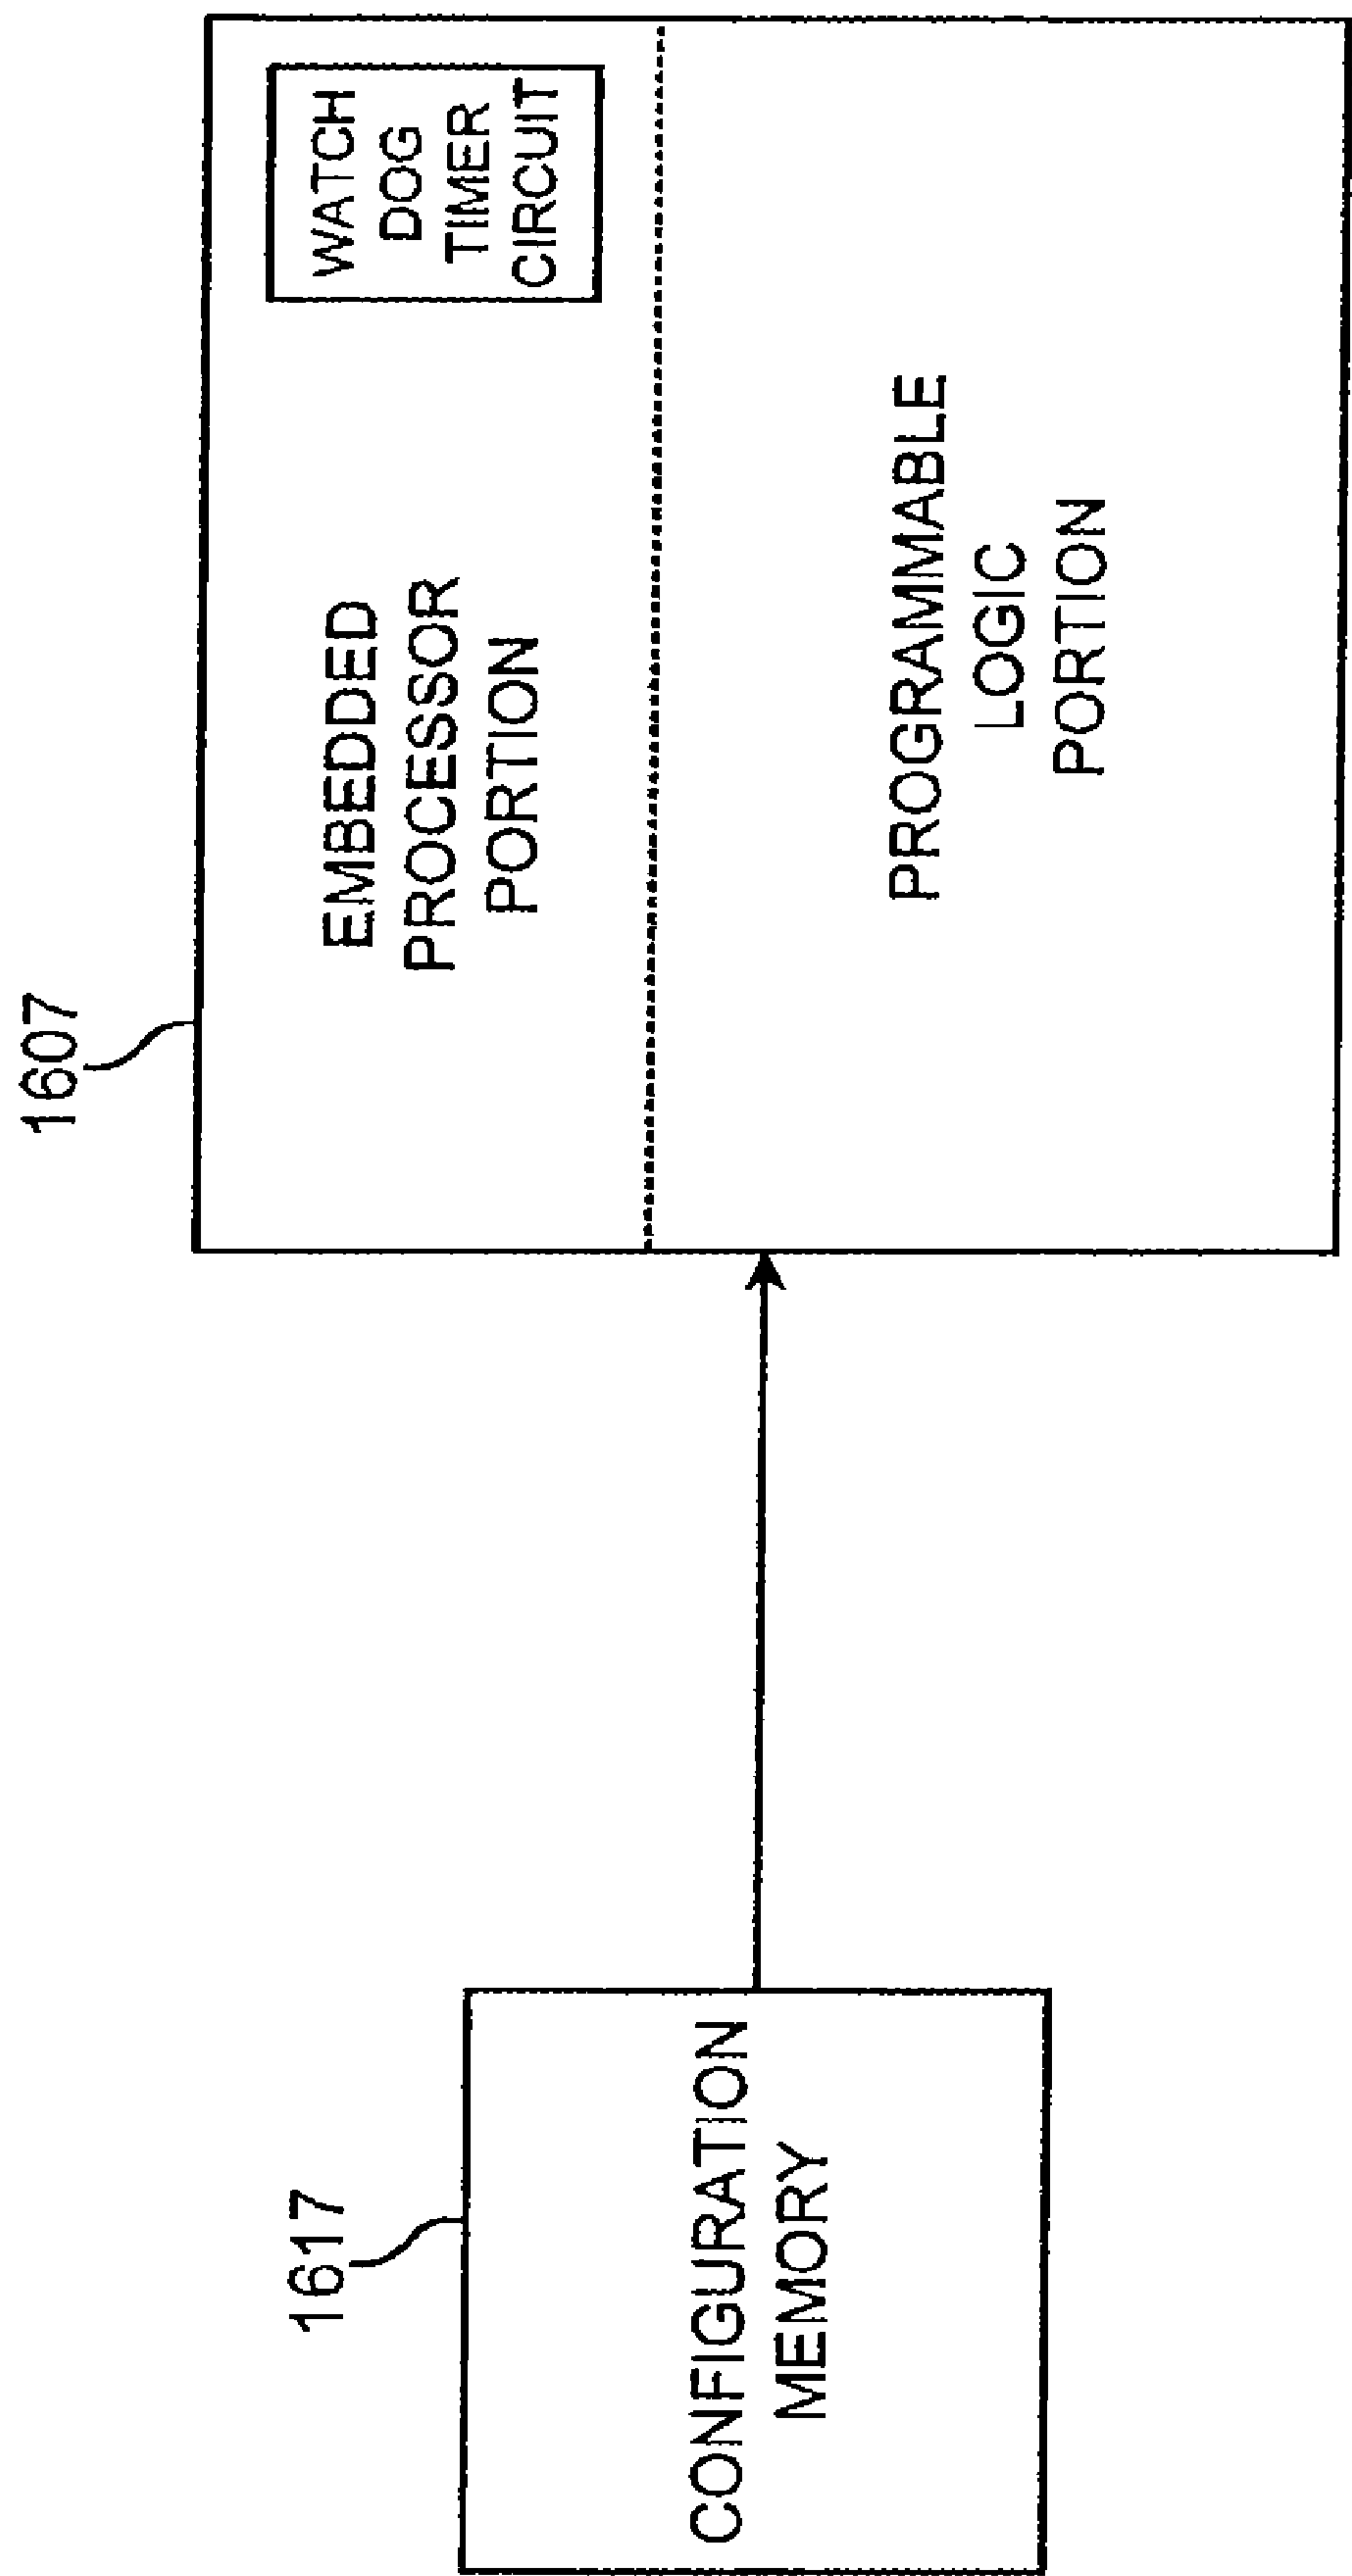 1607
EMBEDDED
PROCESSOR
PORTION
WATCH
DOG
TIMER
CIRCUIT
PROGRAMMABLE
LOGIC
PORTION
1617
CONFIGURATION
MEMORY